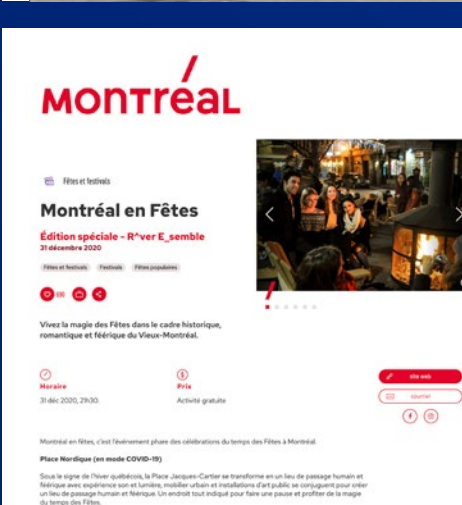 MONTRÉAL
Fêtes et festivals
Montréal en Fêtes
Édition spéciale - R^ver E_semble
31 décembre 2020
Fêtes et festivals Festivals Fêtes populaires
Vivez la magie des Fêtes dans le cadre historique,
romantique et féérique du Vieux-Montréal.
Horaire
31 déc 2020, 21h30.
Prix
Activité gratuite
site web
courriel
Montréal en fêtes, c'est l'événement phare des célébrations du temps des Fêtes à Montréal.
Place Nordique (en mode COVID-19)
Sous le signe de l'hiver québécois, la Place Jacques-Cartier se transforme en un lieu de passage humain et
féérique avec expérience son et lumière, mobilier urbain et installations d'art public se conjuguent pour créer
un lieu de passage humain et féérique. Un endroit tout indiqué pour faire une pause et profiter de la magie
du temps des Fêtes.